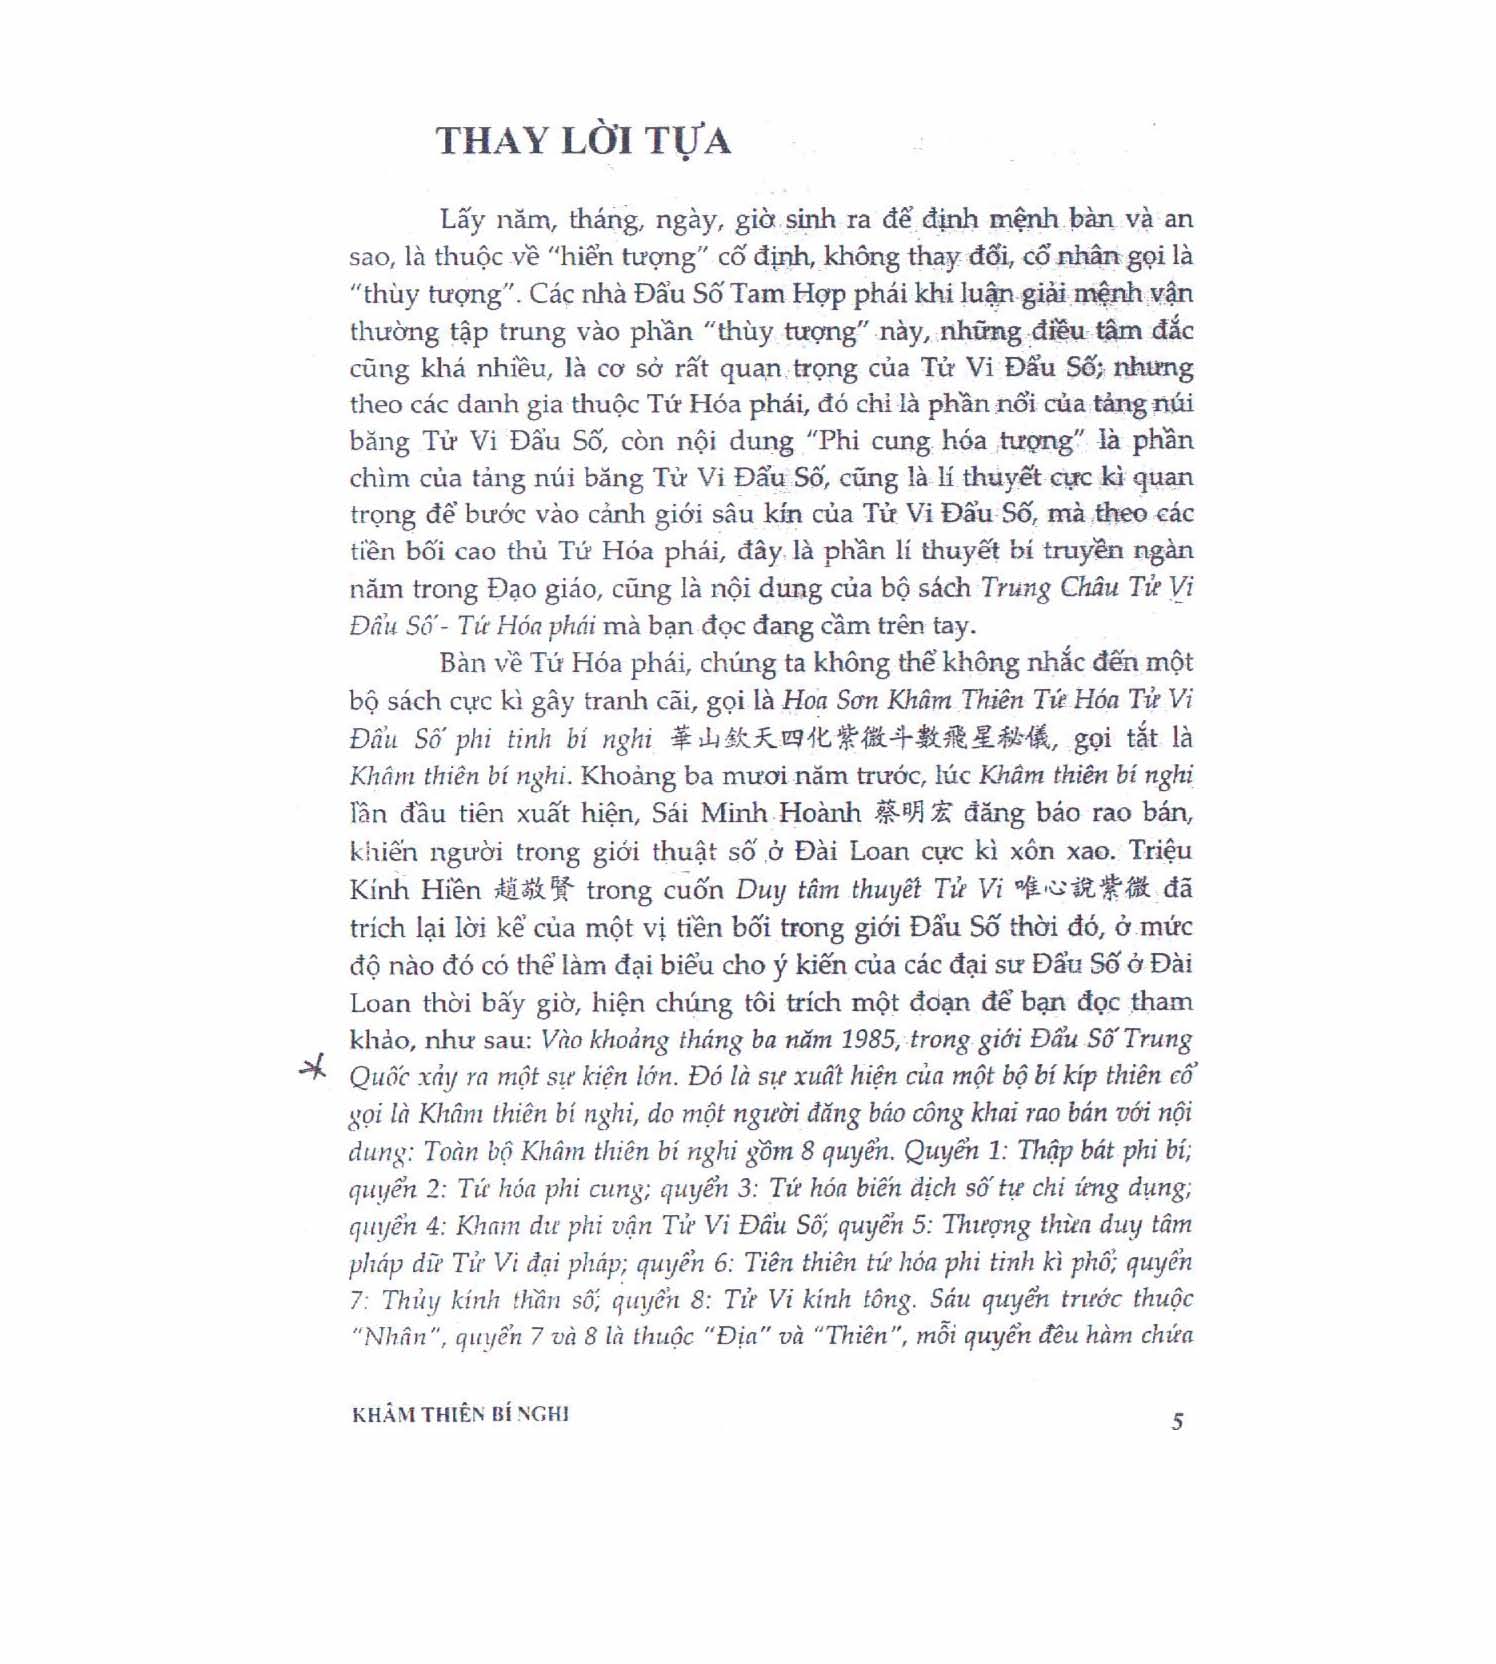 THAY LỜI TỰA
Lấy năm, tháng, ngày, giờ sinh ra để định mệnh bàn và an
sao, là thuộc về "hiển tượng" cố định, không thay đổi, cổ nhân gọi là
"thùy tượng". Các nhà Đẩu Số Tam Hợp phái khi luận giải mệnh vận
thường tập trung vào phần "thùy tượng" này, những điều tâm đắc
cũng khá nhiều, là cơ sở rất quan trọng của Tử Vi Đẩu Số; nhưng
theo các danh gia thuộc Tứ Hóa phái, đó chỉ là phần nổi của tảng núi
băng Tử Vi Đẩu Số, còn nội dung "Phi cung hóa tượng" là phần
chìm của tảng núi băng Tử Vi Đẩu Số, cũng là lí thuyết cực kì quan
trọng để bước vào cảnh giới sâu kín của Tử Vi Đẩu Số, mà theo các
tiền bối cao thủ Tứ Hóa phái, đây là phần lí thuyết bí truyền ngàn
năm trong Đạo giáo, cũng là nội dung của bộ sách Trung Châu Tử Vi
Đẩu Số - Tứ Hóa phái mà bạn đọc đang cầm trên tay.
Bàn về Tứ Hóa phái, chúng ta không thể không nhắc đến một
bộ sách cực kì gây tranh cãi, gọi là Hoa Sơn Khâm Thiên Tứ Hóa Tử Vi
Đẩu Số phi tinh bí nghi 華山欽天四化紫微斗數飛星秘儀, gọi tắt là
Khâm thiên bí nghi. Khoảng ba mươi năm trước, lúc Khâm thiên bí nghi
lần đầu tiên xuất hiện, Sái Minh Hoành 蔡明宏 đăng báo rao bán,
khiến người trong giới thuật số ở Đài Loan cực kì xôn xao. Triệu
Kính Hiền 趙敬賢 trong cuốn Duy tâm thuyết Tử Vi 唯心說紫微 đã
trích lại lời kể của một vị tiền bối trong giới Đẩu Số thời đó, ở mức
độ nào đó có thể làm đại biểu cho ý kiến của các đại sư Đẩu Số ở Đài
Loan thời bấy giờ, hiện chúng tôi trích một đoạn để bạn đọc tham
khảo, như sau: Vào khoảng tháng ba năm 1985, trong giới Đẩu Số Trung
Quốc xảy ra một sự kiện lớn. Đó là sự xuất hiện của một bộ bí kíp thiên cổ
gọi là Khâm thiên bí nghi, do một người đăng báo công khai rao bán với nội
dung: Toàn bộ Khâm thiên bí nghi gồm 8 quyển. Quyển 1: Thập bát phi bí;
quyển 2: Tứ hóa phi cung; quyển 3: Tứ hóa biến dịch số tự chi ứng dụng;
quyển 4: Kham dư phi vận Tử Vi Đẩu Số; quyển 5: Thượng thừa duy tâm
pháp dữ Tử Vi đại pháp; quyển 6: Tiên thiên tứ hóa phi tinh kì phổ; quyển
7: Thủy kính thần số; quyển 8: Tử Vi kính tông. Sáu quyển trước thuộc
"Nhân", quyển 7 và 8 là thuộc "Địa" và "Thiên", mỗi quyển đều hàm chứa
KHÂM THIÊN BÍ NGHI
5